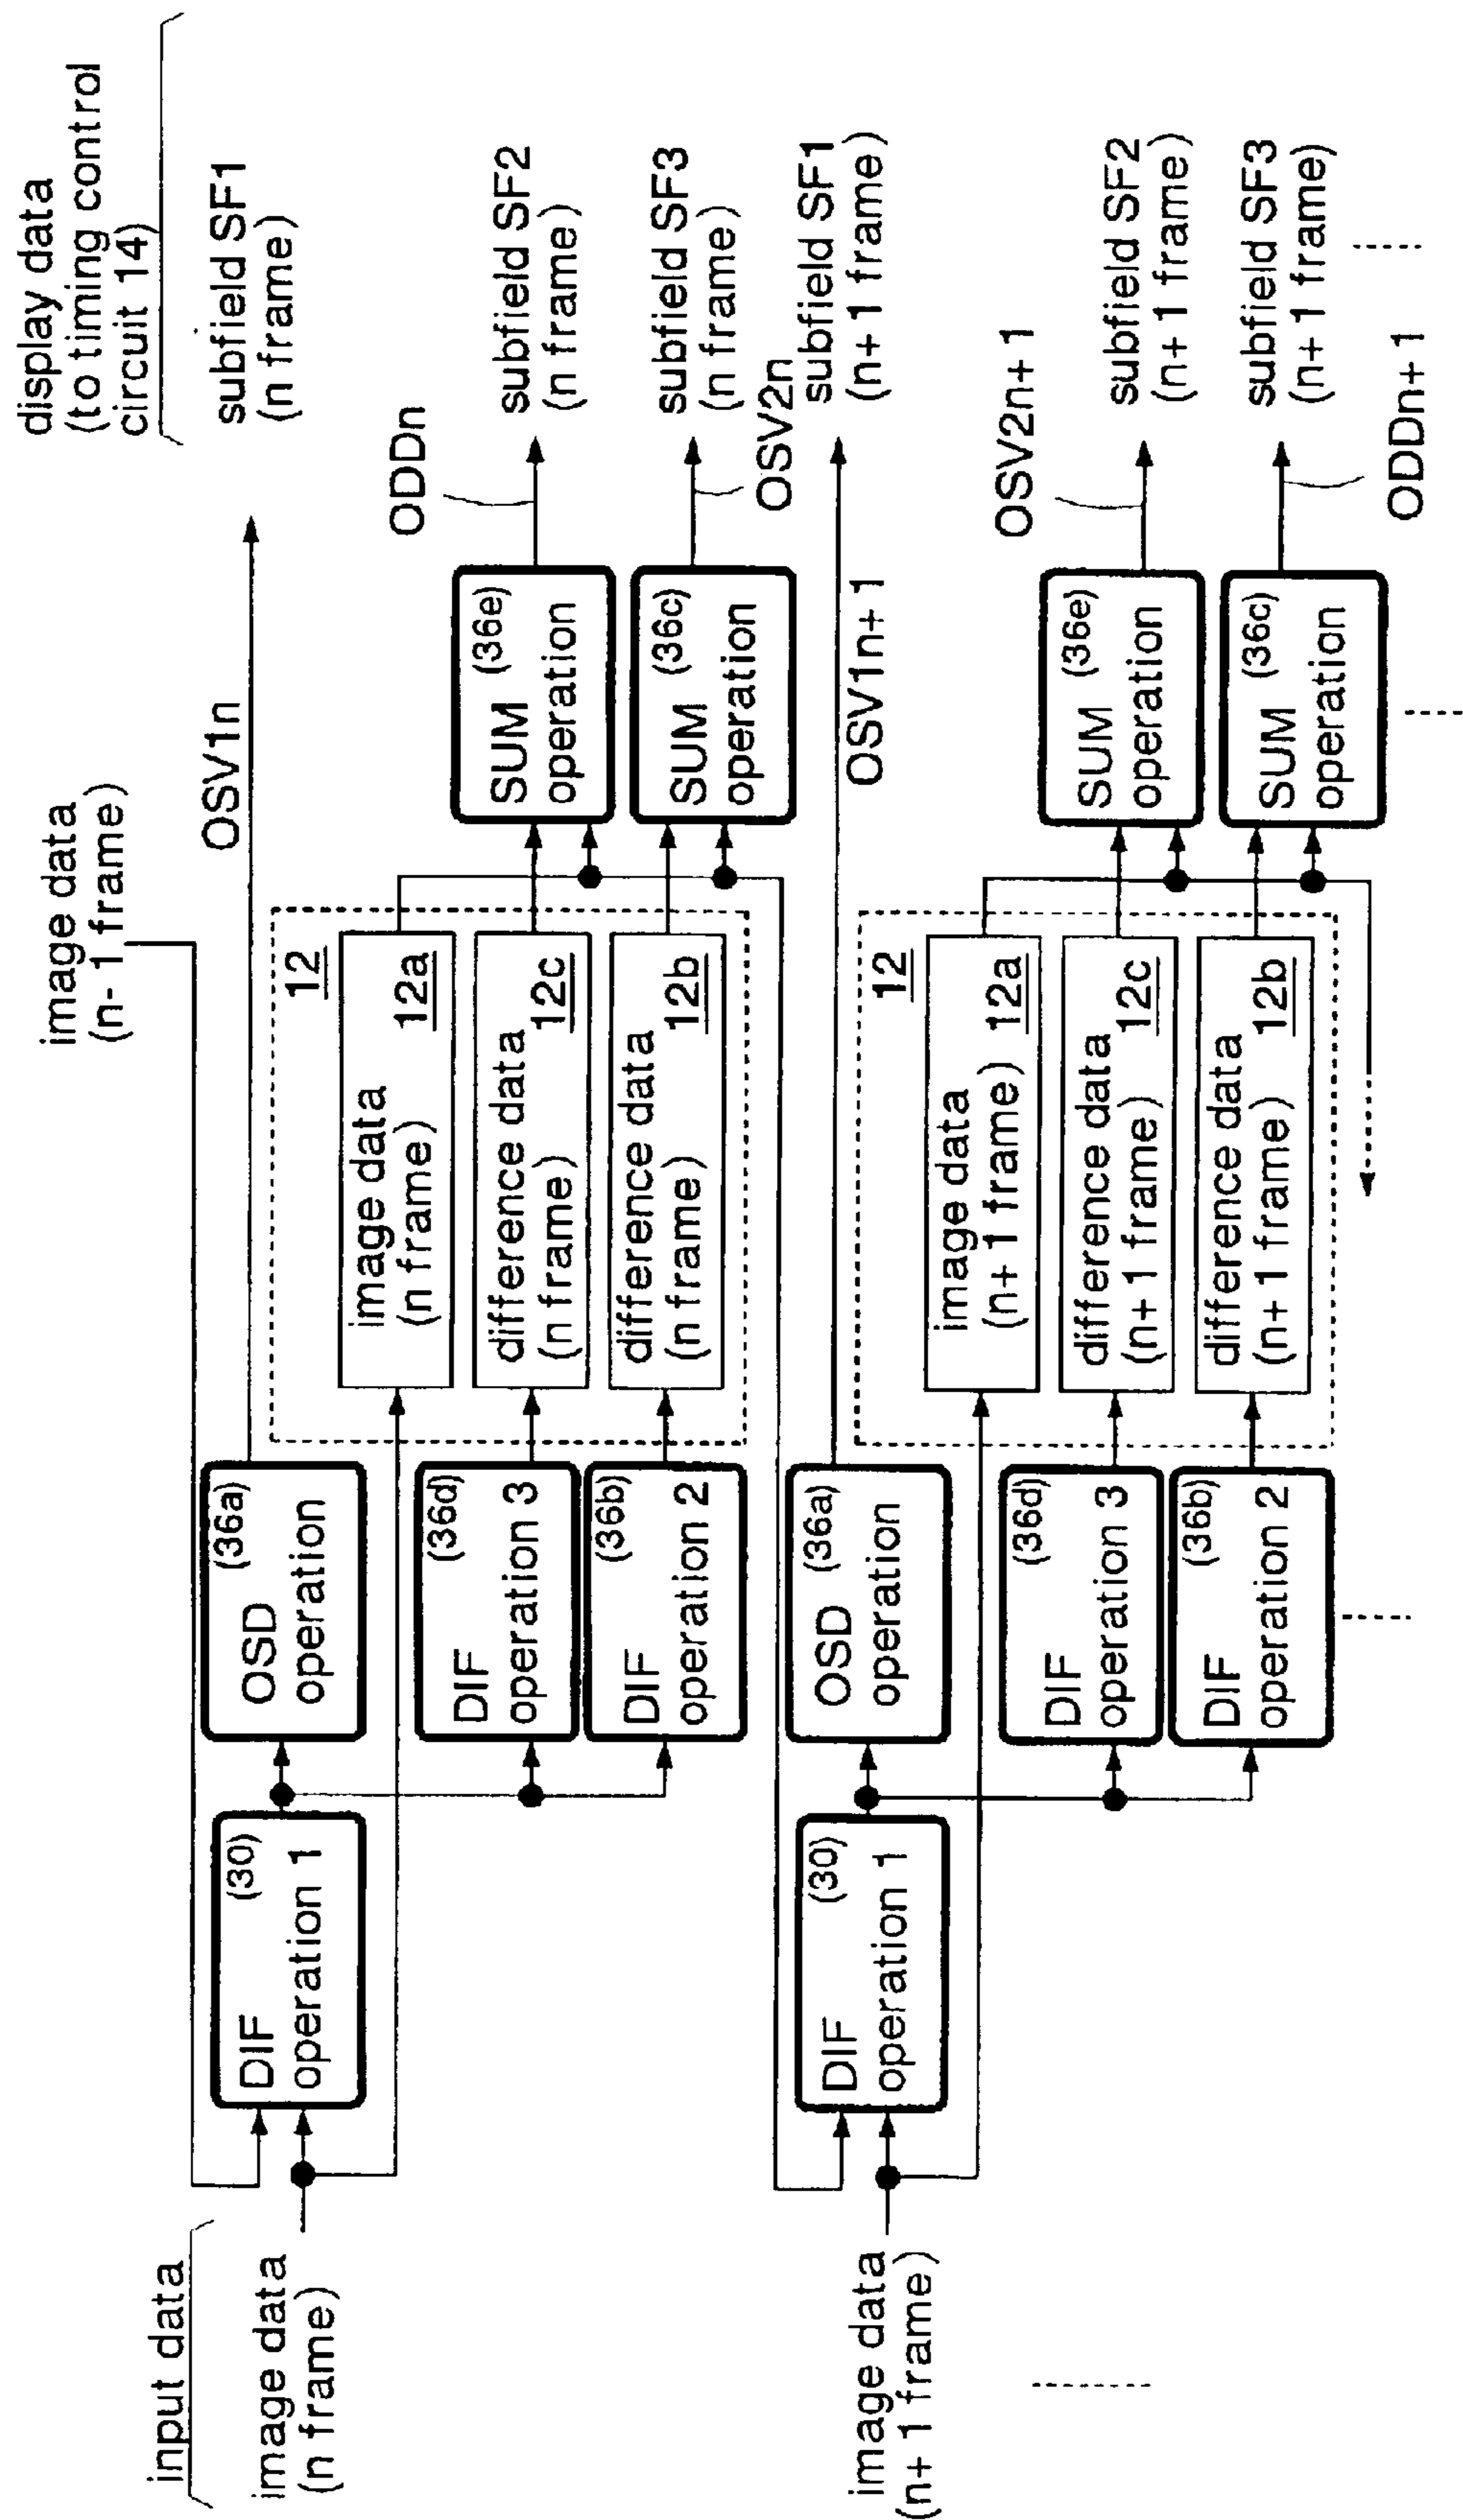 input data
image data
(n frame)
image data
(n-1 frame)
display data
(to timing control
circuit 14)
DIF (30)
operation 1
(36a)
OSD
operation
OSV1n
subfield SF1
(n frame)
12
image data
(n frame) 12a
(36d)
DIF
operation 3
difference data
(n frame) 12c
SUM (36e)
operation
ODDn
subfield SF2
(n frame)
(36b)
DIF
operation 2
difference data
(n frame) 12b
SUM (36c)
operation
OSV2n
subfield SF3
(n frame)
image data
(n+1 frame)
DIF (30)
operation 1
OSD (36a)
operation
OSV1n+1
subfield SF1
(n+1 frame)
12
image data
(n+1 frame) 12a
(36d)
DIF
operation 3
difference data
(n+1 frame) 12c
SUM (36e)
operation
OSV2n+1
subfield SF2
(n+1 frame)
(36b)
DIF
operation 2
difference data
(n+1 frame) 12b
SUM (36c)
operation
ODDn+1
subfield SF3
(n+1 frame)